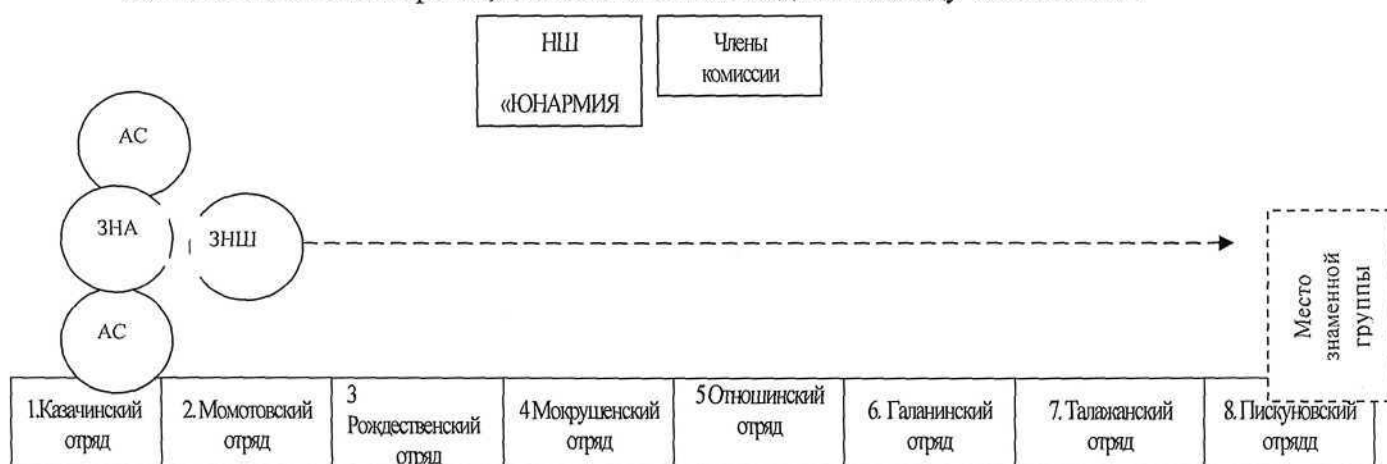 НШ
«ЮНАРМИЯ
Члены
комиссии
АС
ЗНА
ЗНШ
АС
Место
знаменной
группы
1.Казачинский
отряд
2. Момотовский
отряд
3
Рождественский
отряд
4 Мокрушенский
отряд
5 Отношинский
отряд
6. Галанинский
отряд
7. Талажанский
отряд
8. Пискуновский
отрядд